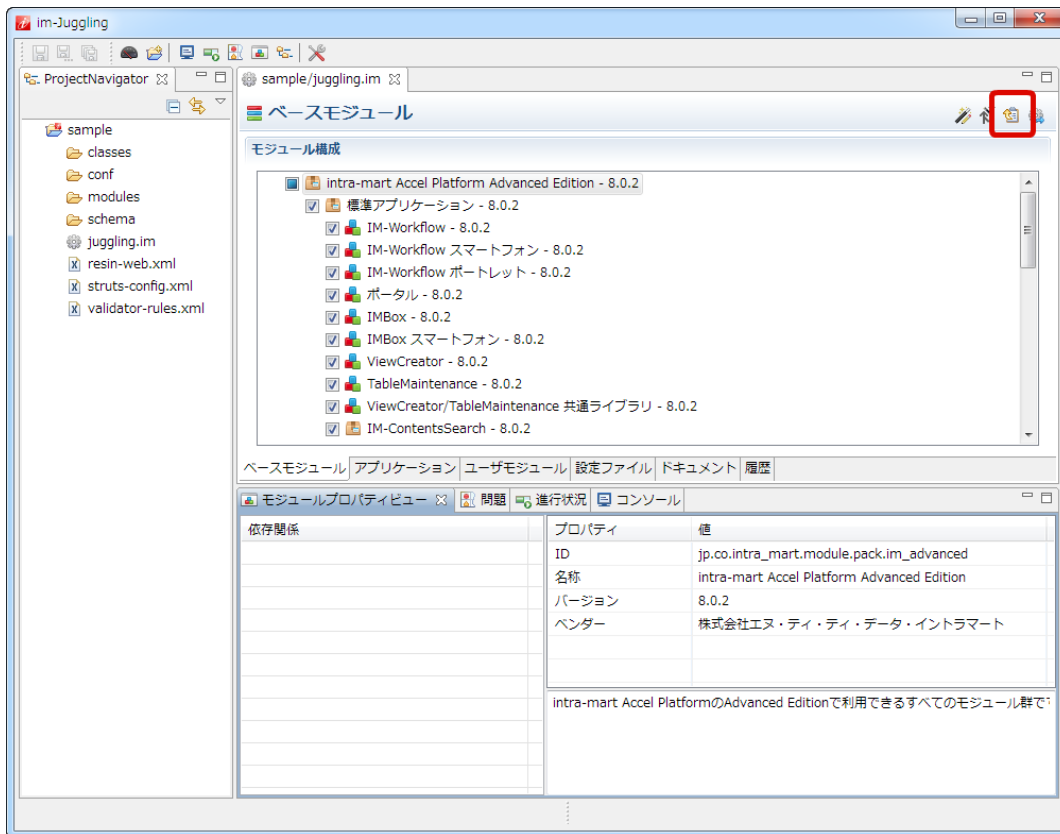 im-Juggling
ProjectNavigator
sample
classes
conf
modules
schema
juggling.im
resin-web.xml
struts-config.xml
validator-rules.xml
sample/juggling.im
ベースモジュール
モジュール構成
intra-mart Accel Platform Advanced Edition - 8.0.2
標準アプリケーション - 8.0.2
IM-Workflow - 8.0.2
IM-Workflow スマートフォン - 8.0.2
IM-Workflow ポートレット - 8.0.2
ポータル - 8.0.2
IMBox - 8.0.2
IMBox スマートフォン - 8.0.2
ViewCreator - 8.0.2
TableMaintenance - 8.0.2
ViewCreator/TableMaintenance 共通ライブラリ - 8.0.2
IM-ContentsSearch - 8.0.2
ベースモジュール アプリケーション ユーザモジュール 設定ファイル ドキュメント 履歴
モジュールプロパティビュー 問題 進行状況 コンソール
依存関係
プロパティ 値
ID jp.co.intra_mart.module.pack.im_advanced
名称 intra-mart Accel Platform Advanced Edition
バージョン 8.0.2
ベンダー 株式会社エヌ・ティ・ティ・データ・イントラマート
intra-mart Accel PlatformのAdvanced Editionで利用できるすべてのモジュール群で